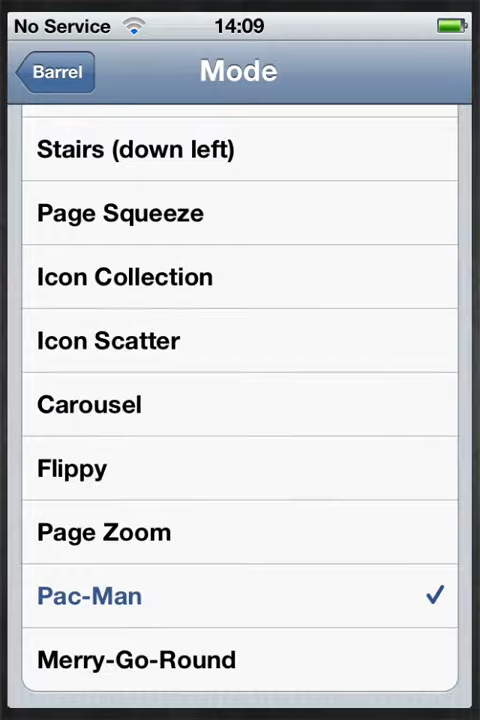 No Service 14:09
Barrel Mode
Stairs (down left)
Page Squeeze
Icon Collection
Icon Scatter
Carousel
Flippy
Page Zoom
Pac-Man
Merry-Go-Round